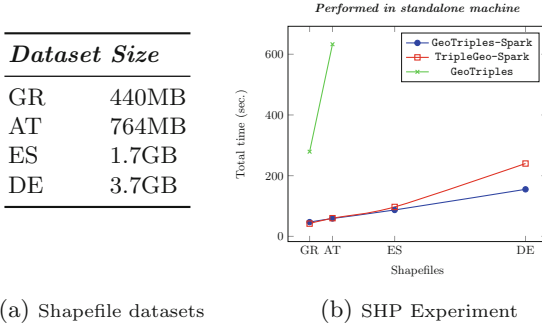 Dataset Size
GR 440MB
AT 764MB
ES 1.7GB
DE 3.7GB
(a) Shapefile datasets
Performed in standalone machine
GeoTriples-Spark
TripleGeo-Spark
GeoTriples
Total time (sec.)
600
400
200
0
GR AT ES DE
Shapefiles
(b) SHP Experiment